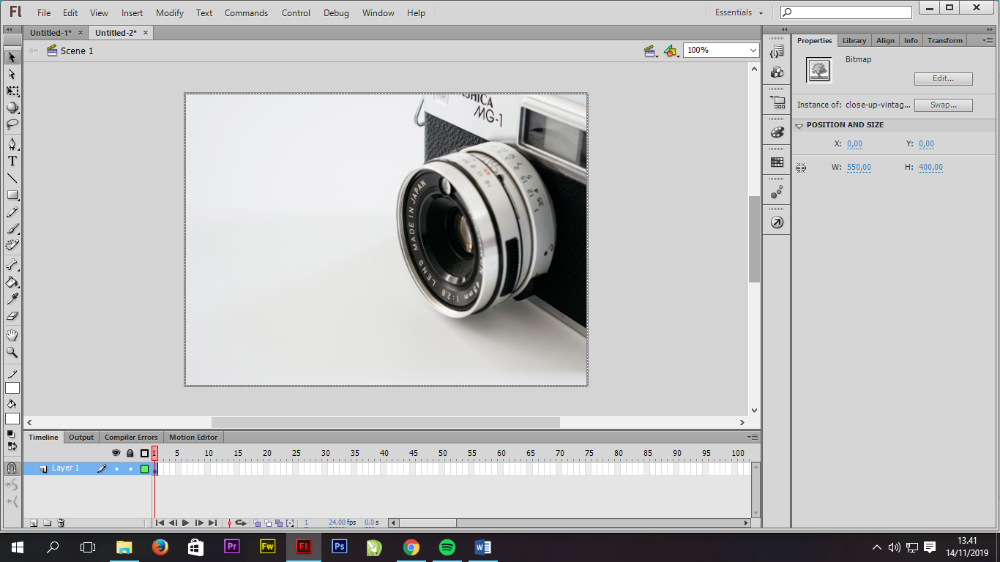 Fl File Edit View Insert Modify Text Commands Control Debug Window Help Essentials
Untitled-1* × Untitled-2* ×
Scene 1 100%
Properties Library Align Info Transform
Bitmap
Edit...
Instance of: close-up-vintag... Swap...
POSITION AND SIZE
X: 0,00 Y: 0,00
W: 550,00 H: 400,00
SHICA
MG-1
LENS MADE IN JAPAN
45mm 1:2.8
T
Timeline Output Compiler Errors Motion Editor
1 5 10 15 20 25 30 35 40 45 50 55 60 65 70 75 80 85 90 95 100
Layer 1
1 24,00 fps 0,0 s
Pr Fw Fl Ps W
13.41
14/11/2019